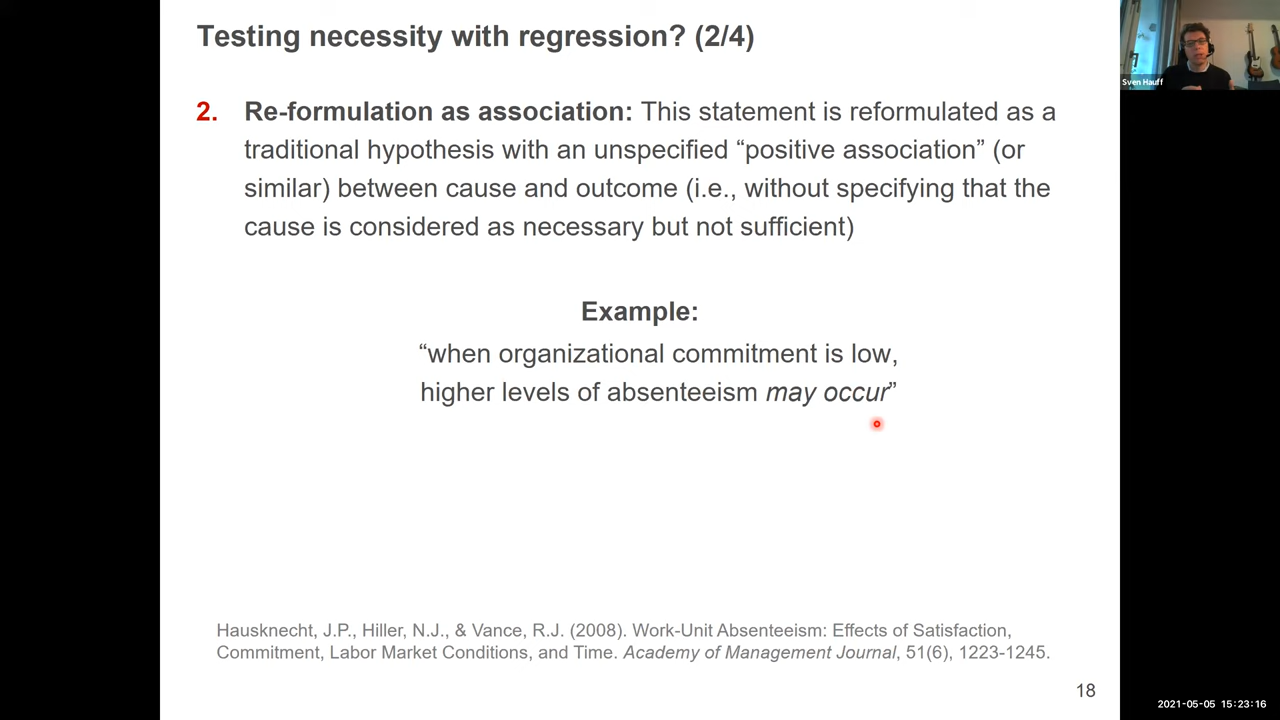 Testing necessity with regression? (2/4)
Sven Hauff
2. Re-formulation as association: This statement is reformulated as a
traditional hypothesis with an unspecified “positive association” (or
similar) between cause and outcome (i.e., without specifying that the
cause is considered as necessary but not sufficient)
Example:
“when organizational commitment is low,
higher levels of absenteeism may occur”
Hausknecht, J.P., Hiller, N.J., & Vance, R.J. (2008). Work-Unit Absenteeism: Effects of Satisfaction,
Commitment, Labor Market Conditions, and Time. Academy of Management Journal, 51(6), 1223-1245.
18
2021-05-05 15:23:16